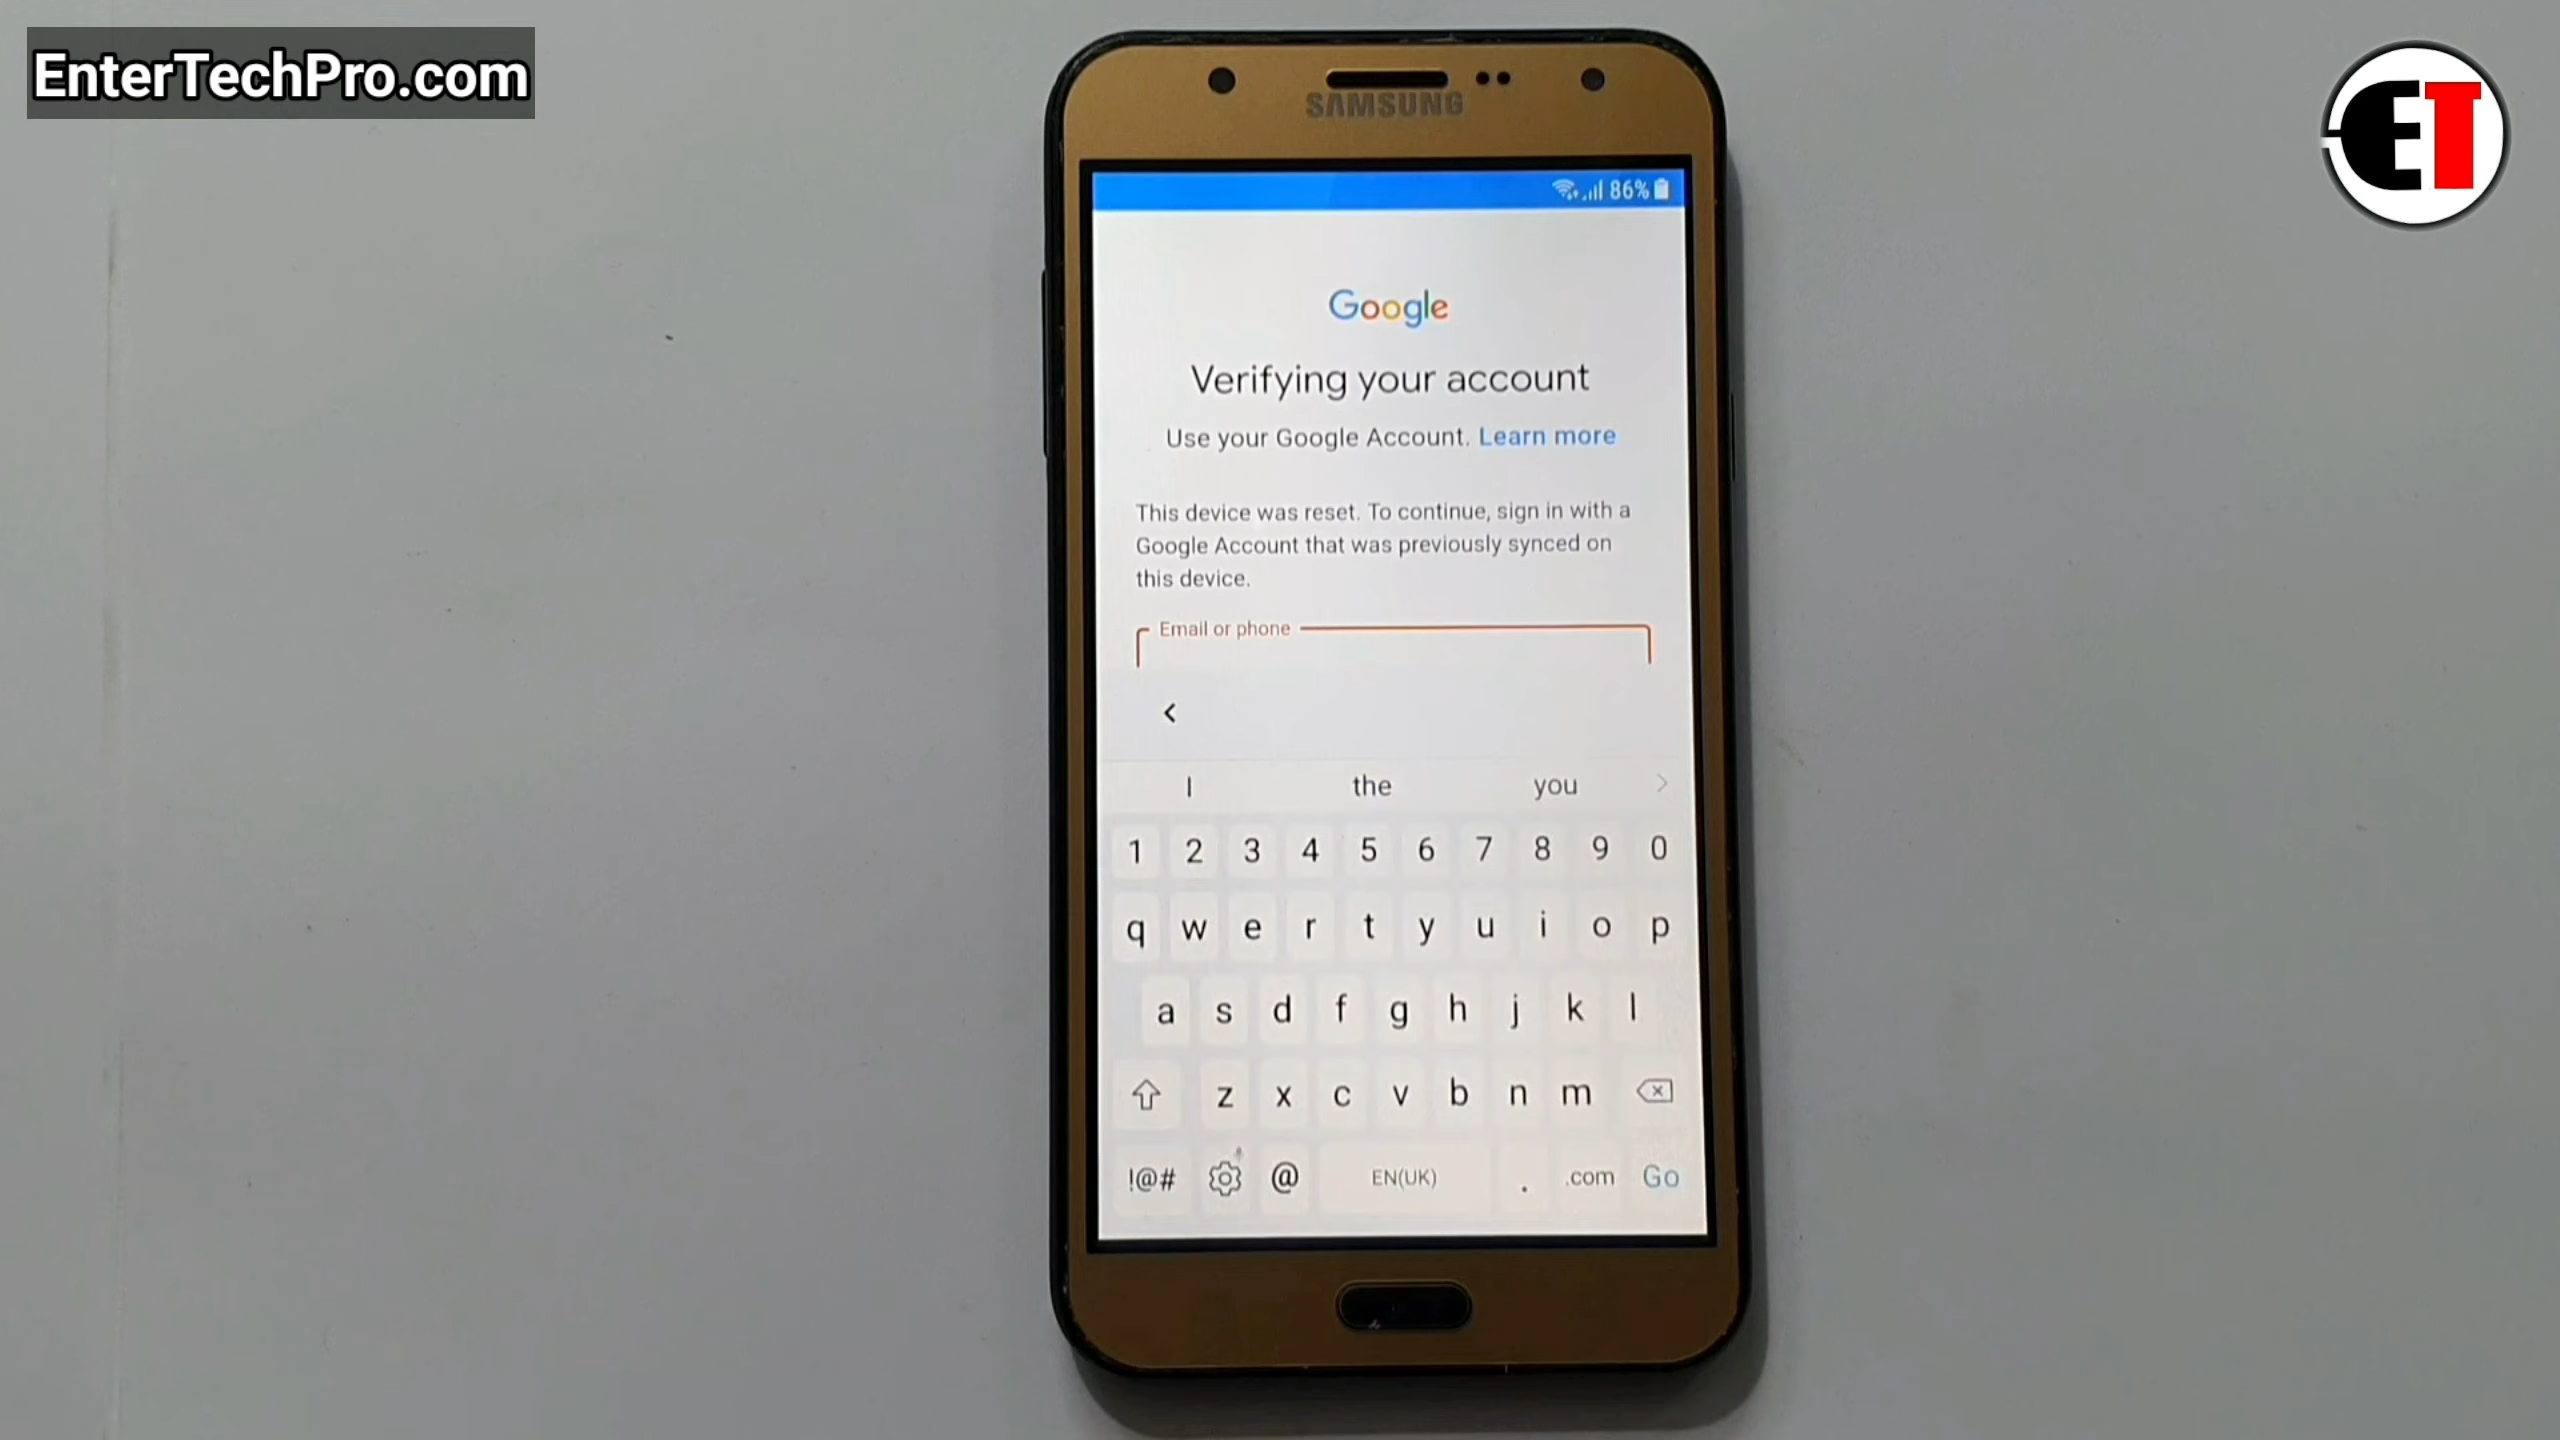 EnterTechPro.com
ET
SAMSUNG
86%
Google
Verifying your account
Use your Google Account. Learn more
This device was reset. To continue, sign in with a
Google Account that was previously synced on
this device.
Email or phone
I the you
1 2 3 4 5 6 7 8 9 0
q w e r t y u i o p
a s d f g h j k l
z x c v b n m
!@# @ EN(UK) . .com Go